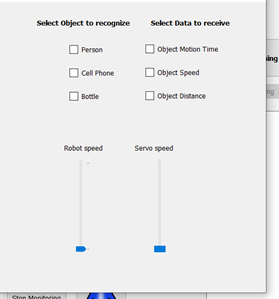 Select Object to recognize
Select Data to receive
Person
Object Motion Time
Cell Phone
Object Speed
Bottle
Object Distance
Robot speed
Servo speed
Stop Monitoring